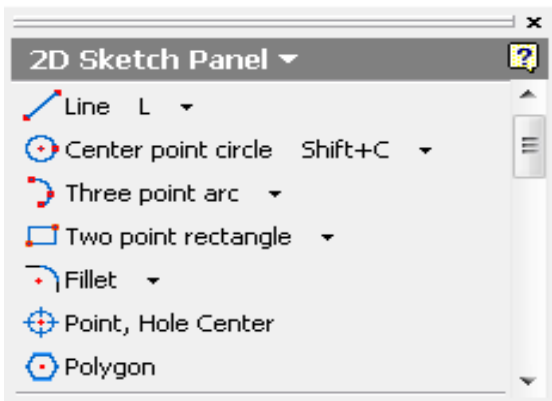 2D Sketch Panel
Line L
Center point circle Shift+C
Three point arc
Two point rectangle
Fillet
Point, Hole Center
Polygon